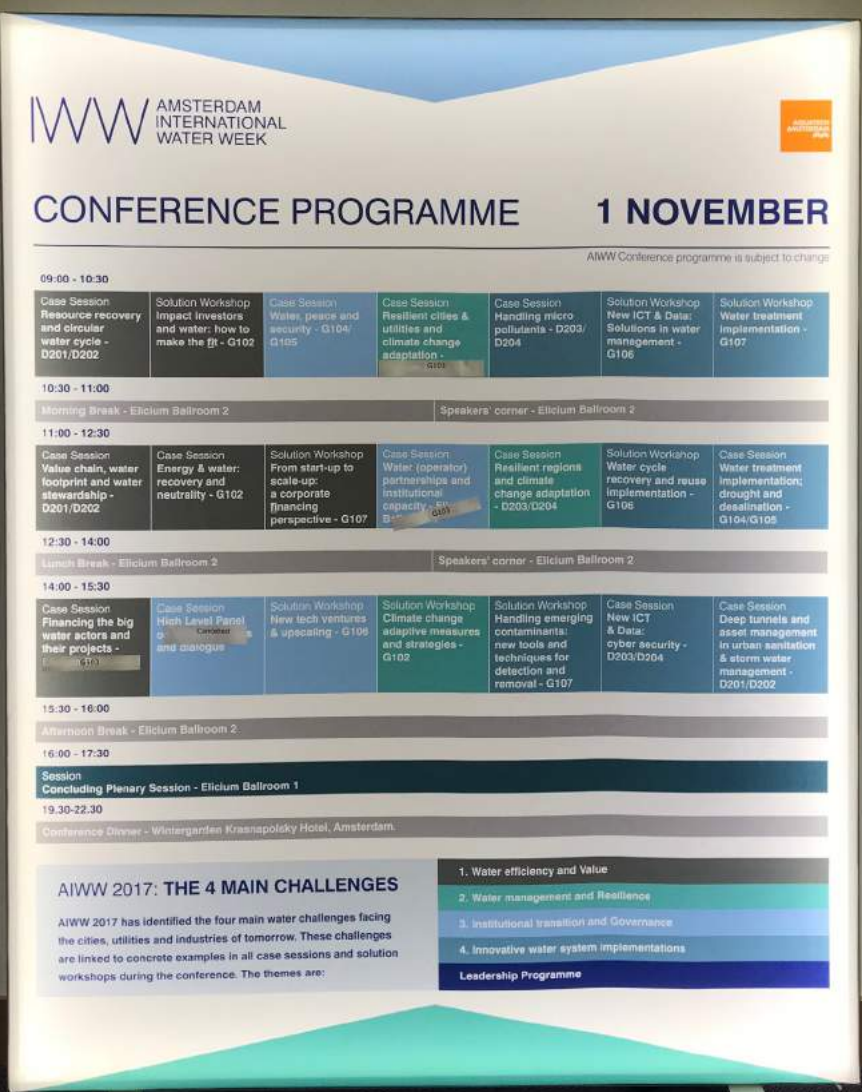 IWW AMSTERDAM
INTERNATIONAL
WATER WEEK
AQUATECH
AMSTERDAM
CONFERENCE PROGRAMME 1 NOVEMBER
AIWW Conference programme is subject to change
09:00 - 10:30
Case Session
Resource recovery
and circular
water cycle -
D201/D202
Solution Workshop
Impact investors
and water: how to
make the fit - G102
Case Session
Water, peace and
security - G104/
G105
Case Session
Resilient cities &
utilities and
climate change
adaptation -
G103
Case Session
Handling micro
pollutants - D203/
D204
Solution Workshop
New ICT & Data:
Solutions in water
management -
G106
Solution Workshop
Water treatment
implementation -
G107
10:30 - 11:00
Morning Break - Elicium Ballroom 2
Speakers' corner - Elicium Ballroom 2
11:00 - 12:30
Case Session
Value chain, water
footprint and water
stewardship -
D201/D202
Case Session
Energy & water:
recovery and
neutrality - G102
Solution Workshop
From start-up to
scale-up:
a corporate
financing
perspective - G107
Case Session
Water (operator)
partnerships and
institutional
capacity -
G103
Case Session
Resilient regions
and climate
change adaptation
- D203/D204
Solution Workshop
Water cycle
recovery and reuse
implementation -
G106
Case Session
Water treatment
implementation;
drought and
desalination -
G104/G105
12:30 - 14:00
Lunch Break - Elicium Ballroom 2
Speakers' corner - Elicium Ballroom 2
14:00 - 15:30
Case Session
Financing the big
water actors and
their projects -
G103
Case Session
High Level Panel
Cancelled
and dialogue
Solution Workshop
New tech ventures
& upscaling - G106
Solution Workshop
Climate change
adaptive measures
and strategies -
G102
Solution Workshop
Handling emerging
contaminants:
new tools and
techniques for
detection and
removal - G107
Case Session
New ICT
& Data:
cyber security -
D203/D204
Case Session
Deep tunnels and
asset management
in urban sanitation
& storm water
management -
D201/D202
15:30 - 16:00
Afternoon Break - Elicium Ballroom 2
16:00 - 17:30
Session
Concluding Plenary Session - Elicium Ballroom 1
19.30-22.30
Conference Dinner - Wintergarden Krasnapolsky Hotel, Amsterdam
AIWW 2017: THE 4 MAIN CHALLENGES
AIWW 2017 has identified the four main water challenges facing
the cities, utilities and industries of tomorrow. These challenges
are linked to concrete examples in all case sessions and solution
workshops during the conference. The themes are:
1. Water efficiency and Value
2. Water management and Resilience
3. Institutional transition and Governance
4. Innovative water system implementations
Leadership Programme